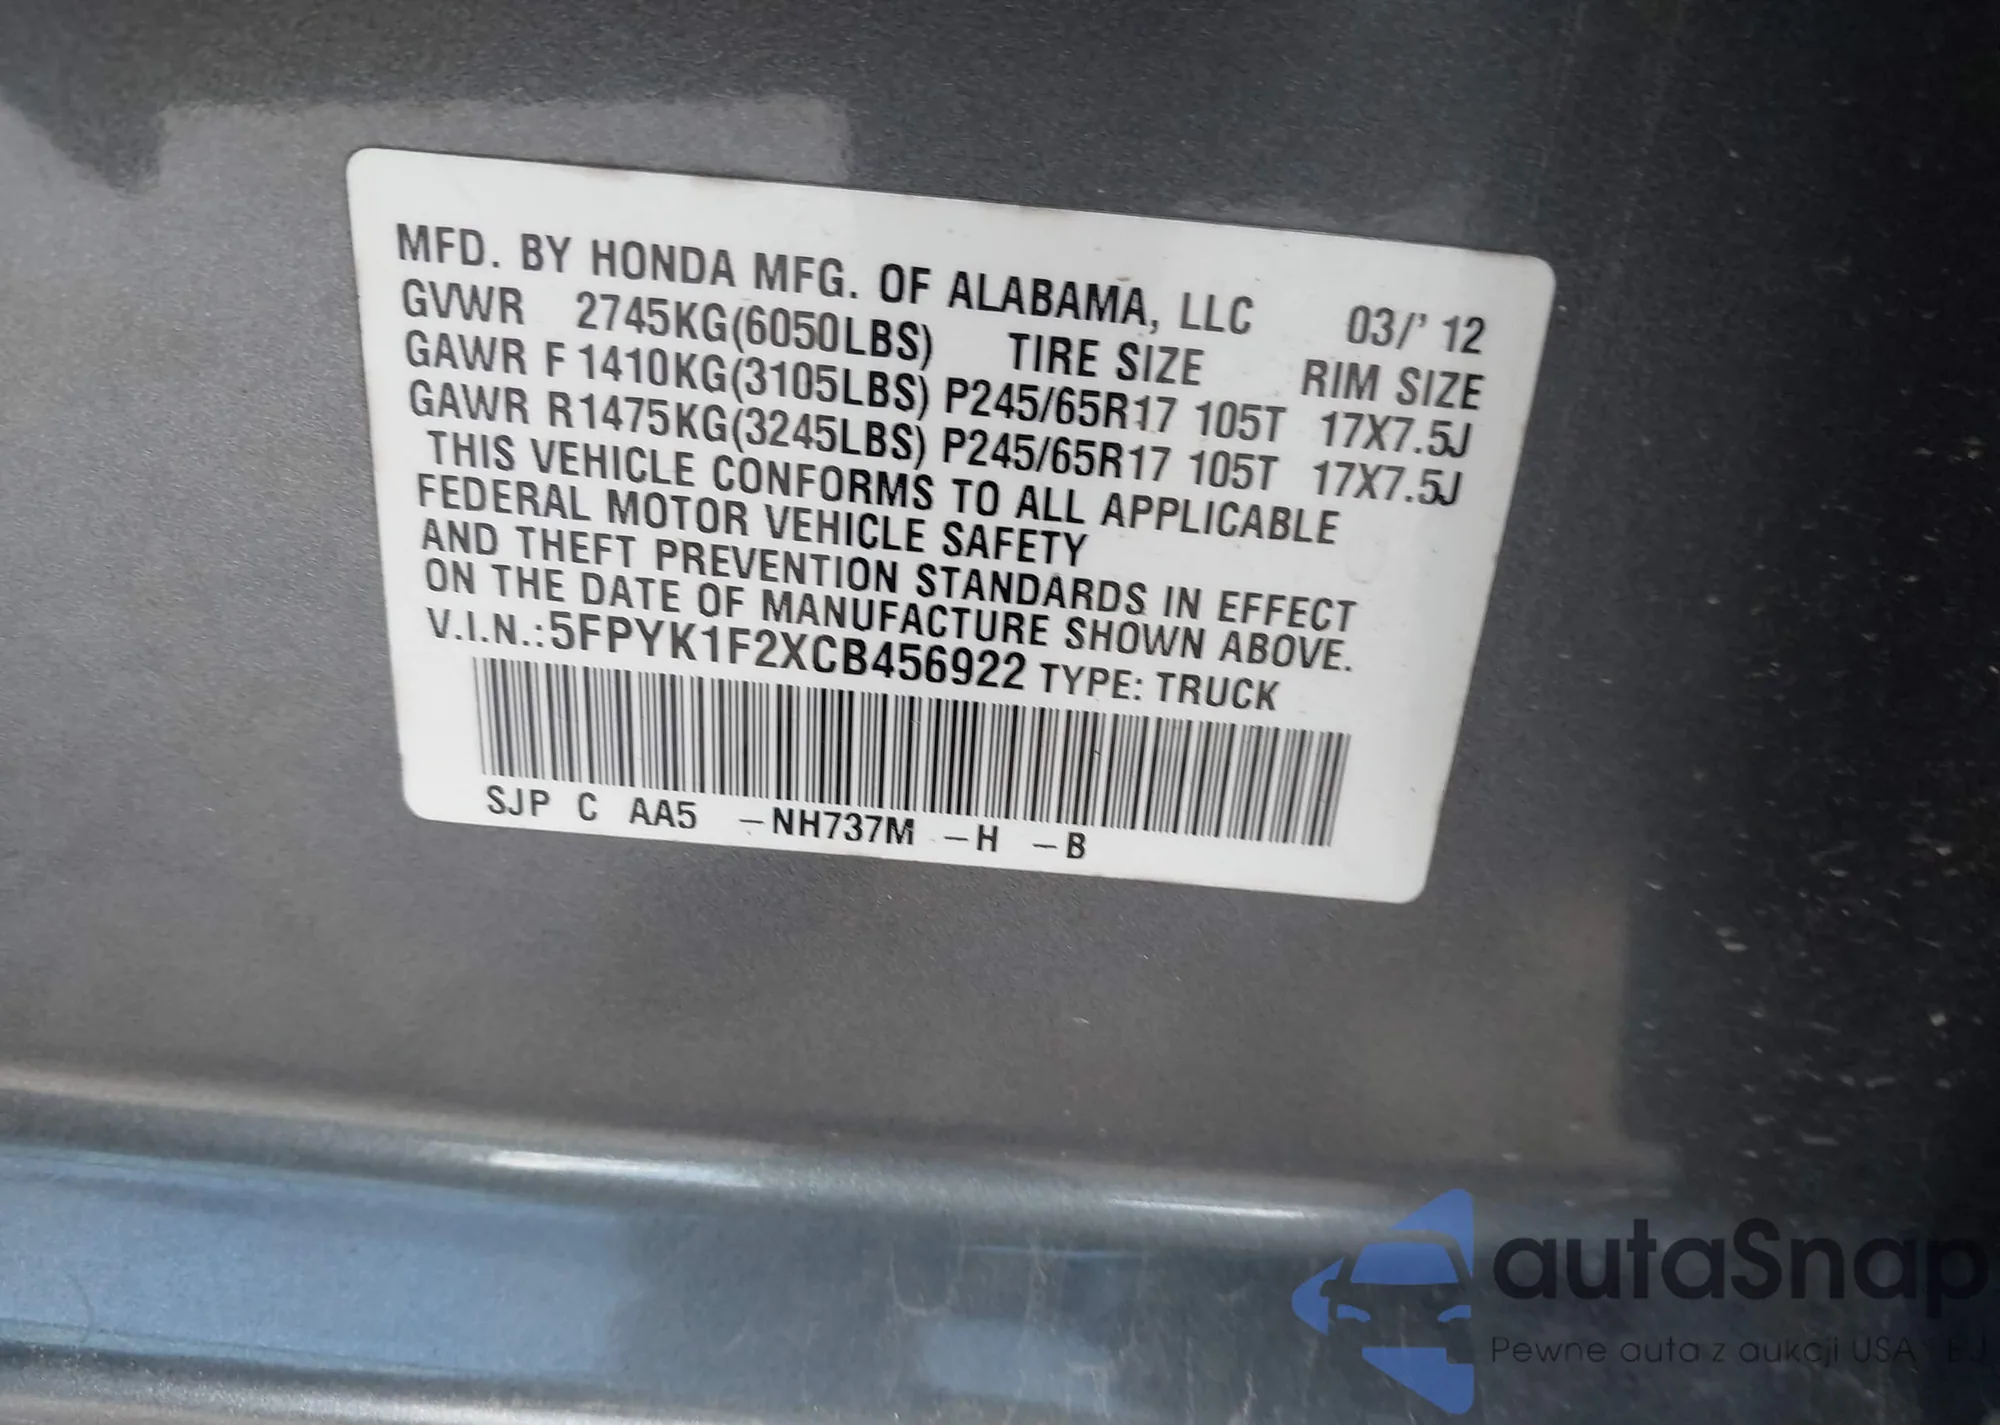 MFD. BY HONDA MFG. OF ALABAMA, LLC 03/' 12
GVWR 2745KG(6050LBS) TIRE SIZE RIM SIZE
GAWR F 1410KG(3105LBS) P245/65R17 105T 17X7.5J
GAWR R1475KG(3245LBS) P245/65R17 105T 17X7.5J
THIS VEHICLE CONFORMS TO ALL APPLICABLE
FEDERAL MOTOR VEHICLE SAFETY
AND THEFT PREVENTION STANDARDS IN EFFECT
ON THE DATE OF MANUFACTURE SHOWN ABOVE.
V.I.N.:5FPYK1F2XCB456922 TYPE: TRUCK
SJP C AA5 –NH737M –H –B
autaSnap
Pewne auta z aukcji USA